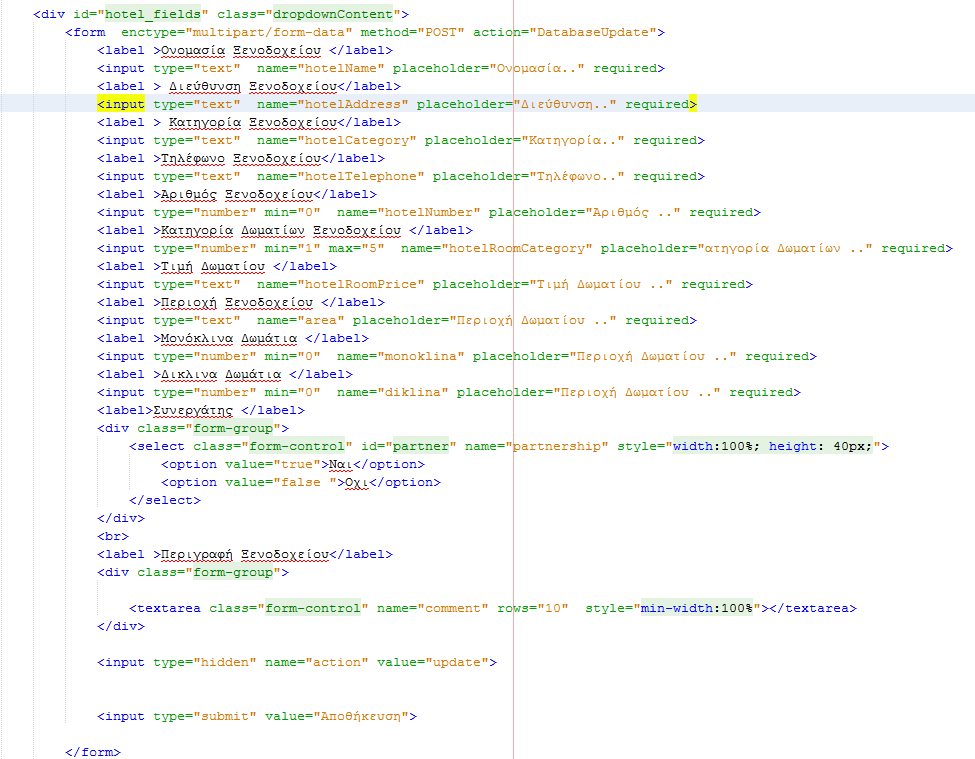 <div id="hotel_fields" class="dropdownContent">
<form  enctype="multipart/form-data" method="POST" action="DatabaseUpdate">
<label >Ονομασία Ξενοδοχείου </label>
<input type="text"  name="hotelName" placeholder="Ονομασία.." required>
<label > Διεύθυνση Ξενοδοχείου</label>
<input type="text"  name="hotelAddress" placeholder="Διεύθυνση.." required>
<label > Κατηγορία Ξενοδοχείου</label>
<input type="text"  name="hotelCategory" placeholder="Κατηγορία.." required>
<label >Τηλέφωνο Ξενοδοχείου</label>
<input type="text"  name="hotelTelephone" placeholder="Τηλέφωνο.." required>
<label >Αριθμός Ξενοδοχείου</label>
<input type="number" min="0"  name="hotelNumber" placeholder="Αριθμός .." required>
<label >Κατηγορία Δωματίων Ξενοδοχείου </label>
<input type="number" min="1" max="5"  name="hotelRoomCategory" placeholder="ατηγορία Δωματίων .." required>
<label >Τιμή Δωματίου </label>
<input type="text"  name="hotelRoomPrice" placeholder="Τιμή Δωματίου .." required>
<label >Περιοχή Ξενοδοχείου </label>
<input type="text"  name="area" placeholder="Περιοχή Δωματίου .." required>
<label >Μονόκλινα Δωμάτια </label>
<input type="number" min="0"  name="monoklina" placeholder="Περιοχή Δωματίου .." required>
<label >Δικλινα Δωμάτια </label>
<input type="number" min="0"  name="diklina" placeholder="Περιοχή Δωματίου .." required>
<label>Συνεργάτης </label>
<div class="form-group">
<select class="form-control" id="partner" name="partnership" style="width:100%; height: 40px;">
<option value="true">Ναι</option>
<option value="false ">Οχι</option>
</select>
</div>
<br>
<label >Περιγραφή Ξενοδοχείου</label>
<div class="form-group">
<textarea class="form-control" name="comment" rows="10"  style="min-width:100%"></textarea>
</div>
<input type="hidden" name="action" value="update">
<input type="submit" value="Αποθήκευση">
</form>